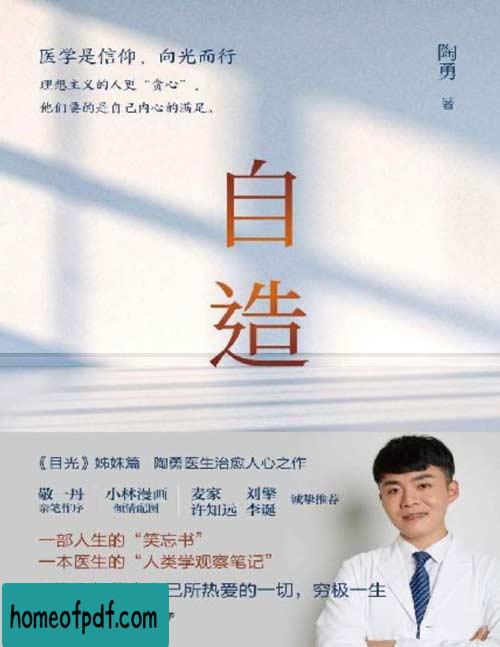 医学是信仰，向光而行
理想主义的人更“贪心”，
他们要的是自己内心的满足。
陶勇
著
自造
《目光》姊妹篇 陶勇医生治愈人心之作
敬一丹 小林漫画 麦家 刘擎
亲笔作序 倾情配图 许知远 李诞 诚挚推荐
一部人生的“笑忘书”
一本医生的“人类学观察笔记”
己所热爱的一切，穷极一生
homeofpdf.com